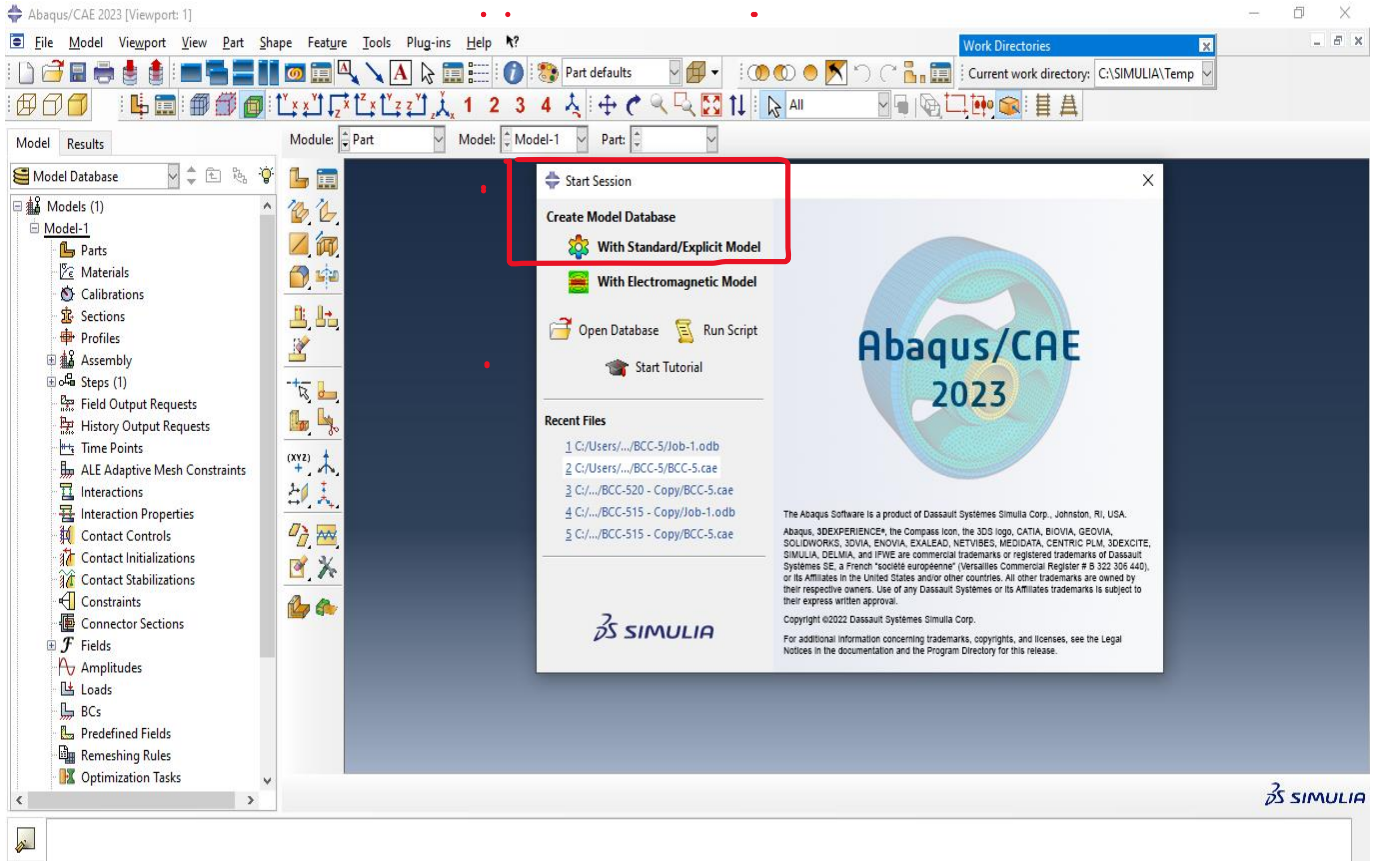 Abaqus/CAE 2023 [Viewport: 1]
File Model Viewport View Part Shape Feature Tools Plug-ins Help
Work Directories
Part defaults
Current work directory: C:\SIMULIA\Temp
1 2 3 4
All
Model Results
Module: Part Model: Model-1 Part:
Model Database
Models (1)
Model-1
Parts
Materials
Calibrations
Sections
Profiles
Assembly
Steps (1)
Field Output Requests
History Output Requests
Time Points
ALE Adaptive Mesh Constraints
Interactions
Interaction Properties
Contact Controls
Contact Initializations
Contact Stabilizations
Constraints
Connector Sections
Fields
Amplitudes
Loads
BCs
Predefined Fields
Remeshing Rules
Optimization Tasks
(XYZ)
Start Session
Create Model Database
With Standard/Explicit Model
With Electromagnetic Model
Open Database Run Script
Start Tutorial
Recent Files
1 C:/Users/.../BCC-5/Job-1.odb
2 C:/Users/.../BCC-5/BCC-5.cae
3 C:/.../BCC-520 - Copy/BCC-5.cae
4 C:/.../BCC-515 - Copy/Job-1.odb
5 C:/.../BCC-515 - Copy/BCC-5.cae
SIMULIA
Abaqus/CAE
2023
The Abaqus Software is a product of Dassault Systèmes Simulia Corp., Johnston, RI, USA.
Abaqus, 3DEXPERIENCE®, the Compass icon, the 3DS logo, CATIA, BIOVIA, GEOVIA,
SOLIDWORKS, 3DVIA, ENOVIA, EXALEAD, NETVIBES, MEDIDATA, CENTRIC PLM, 3DEXCITE,
SIMULIA, DELMIA, and IFWE are commercial trademarks or registered trademarks of Dassault
Systèmes SE, a French "société européenne" (Versailles Commercial Register # B 322 306 440),
or its affiliates in the United States and/or other countries. All other trademarks are owned by
their respective owners. Use of any Dassault Systèmes or its affiliates trademarks is subject to
their express written approval.
Copyright ©2022 Dassault Systèmes Simulia Corp.
For additional information concerning trademarks, copyrights, and licenses, see the Legal
Notices in the documentation and the Program Directory for this release.
SIMULIA